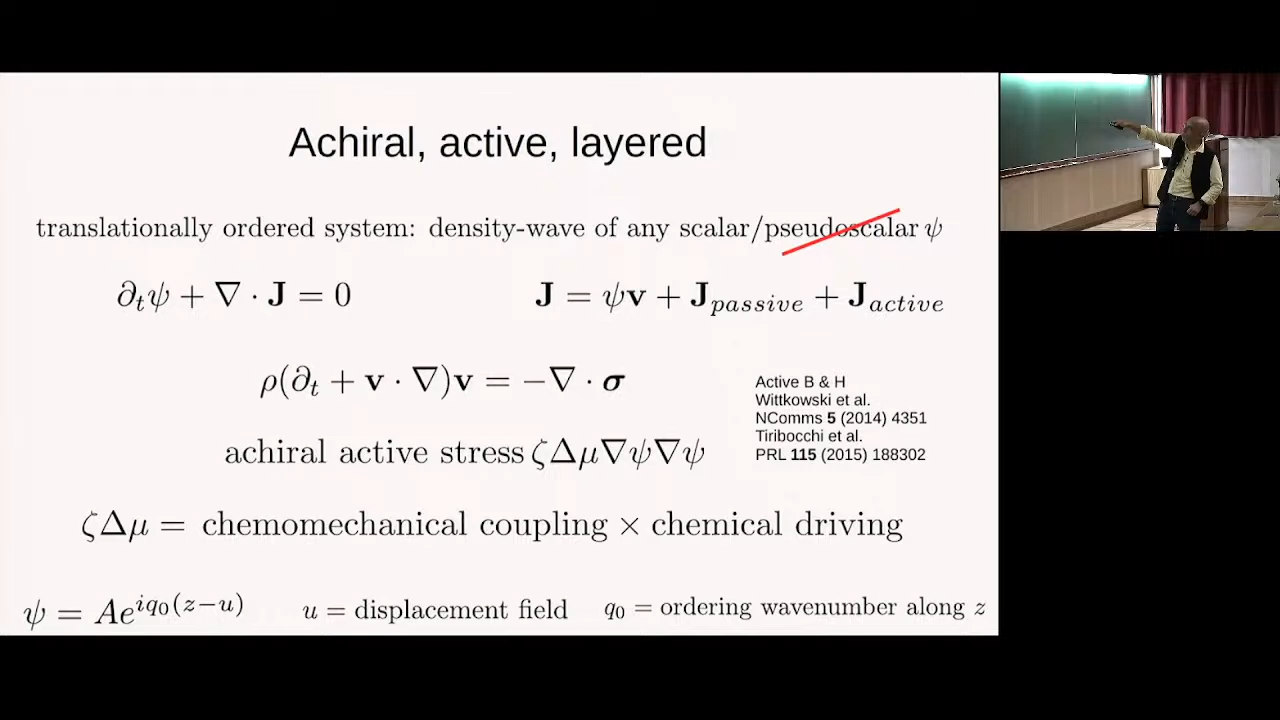 Achiral, active, layered
translationally ordered system: density-wave of any scalar/pseudoscalar ψ
∂ₜψ + ∇ · J = 0
J = ψv + J_passive + J_active
ρ(∂ₜ + v · ∇)v = −∇ · σ
Active B & H
Wittkowski et al.
NComms 5 (2014) 4351
Tiribocchi et al.
PRL 115 (2015) 188302
achiral active stress ζΔμ∇ψ∇ψ
ζΔμ = chemomechanical coupling × chemical driving
ψ = Ae^{iq₀(z−u)}
u = displacement field
q₀ = ordering wavenumber along z